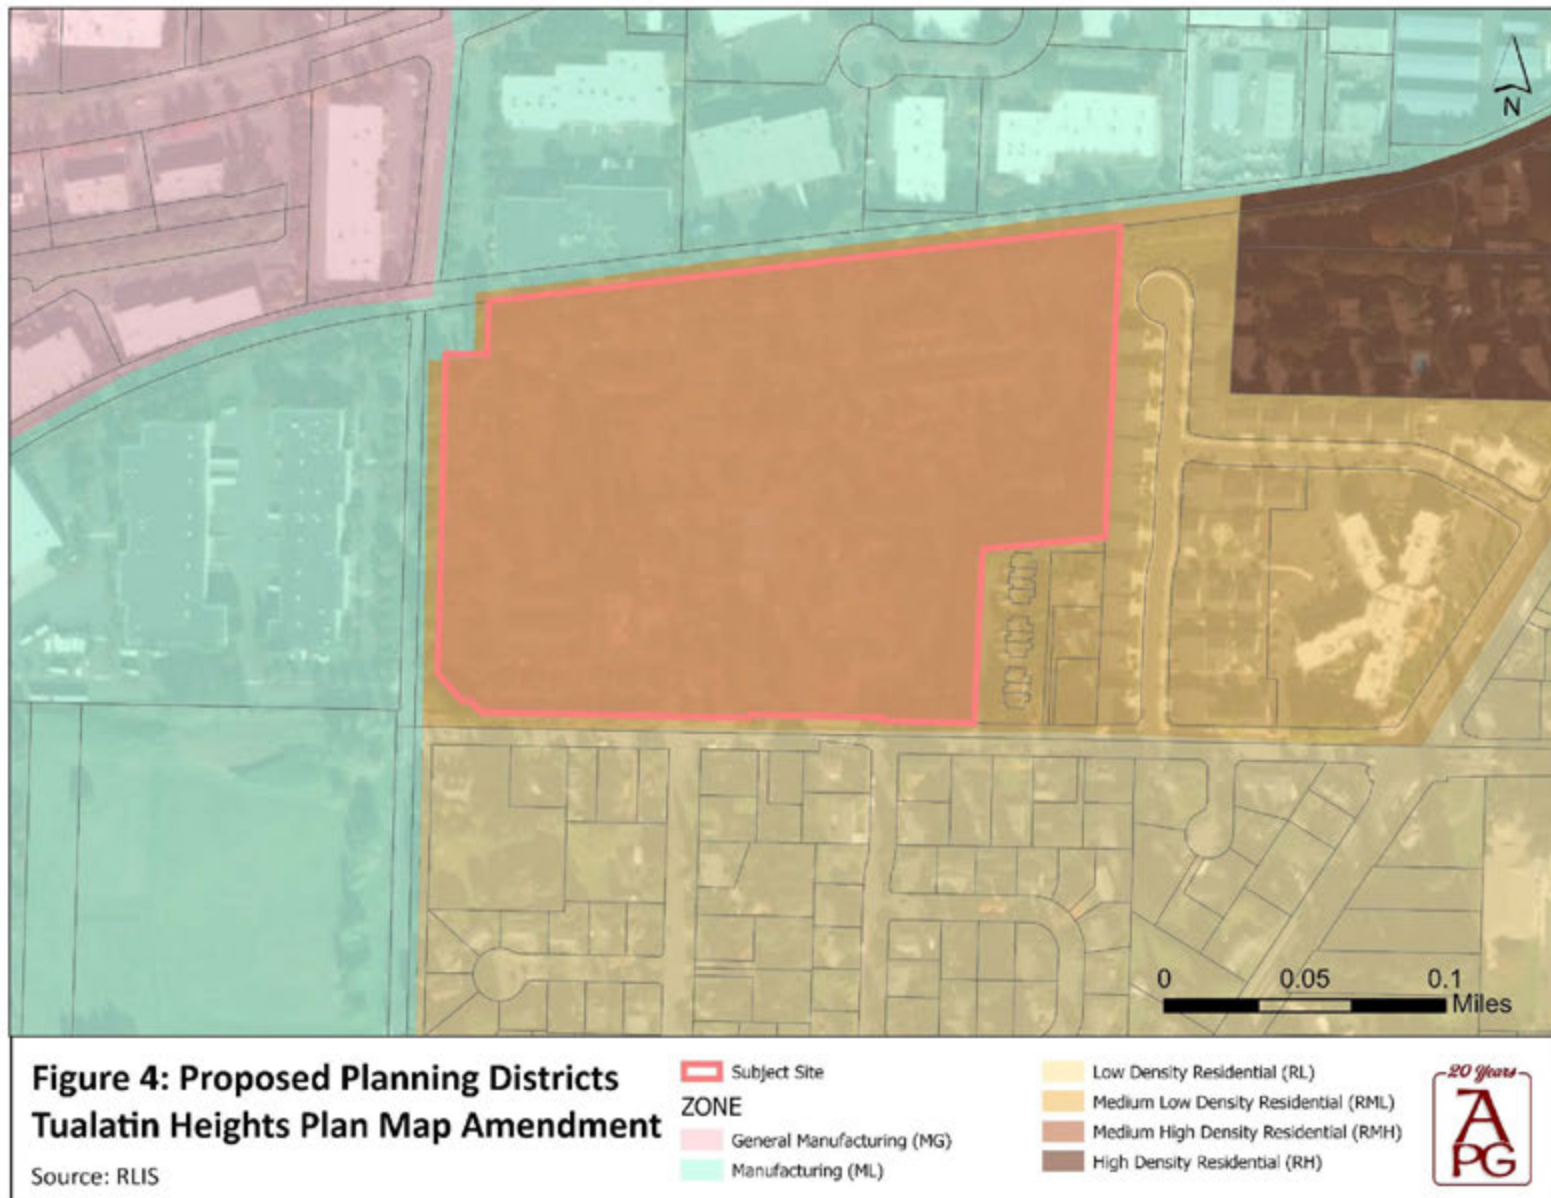 N
0 0.05 0.1
Miles
Figure 4: Proposed Planning Districts
Tualatin Heights Plan Map Amendment
Source: RLIS
Subject Site
ZONE
General Manufacturing (MG)
Manufacturing (ML)
Low Density Residential (RL)
Medium Low Density Residential (RML)
Medium High Density Residential (RMH)
High Density Residential (RH)
20 Years
A
PG